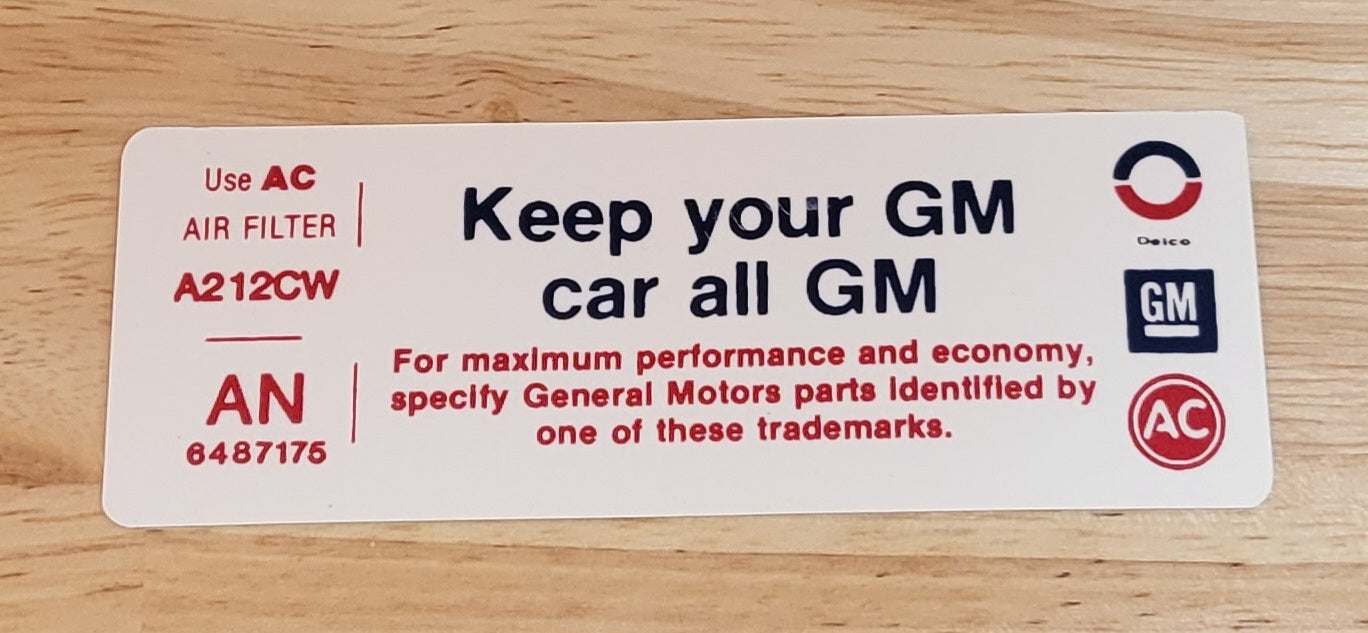 Use AC
AIR FILTER
A212CW
AN
6487175
Keep your GM
car all GM
For maximum performance and economy,
specify General Motors parts identified by
one of these trademarks.
Delco
GM
AC